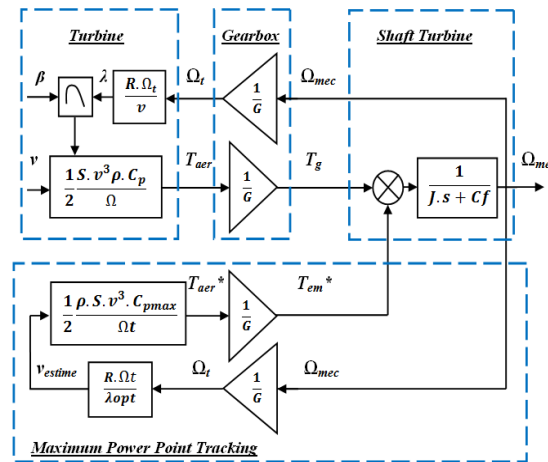 Turbine
Gearbox
Shaft Turbine
β
λ
R.Ω_t / v
Ω_t
1/G
Ω_mec
v
1/2 S.v³ρ.C_p / Ω
T_aer
1/G
T_g
1 / J.s + Cf
Ω_me
1/2 ρ.S.v³.C_pmax / Ωt
T_aer*
1/G
T_em*
v_estime
R.Ωt / λopt
Ω_t
1/G
Ω_mec
Maximum Power Point Tracking